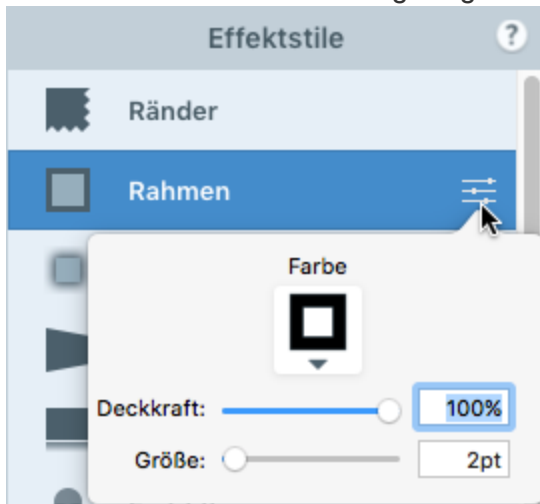 Effektstile ?
Ränder
Rahmen
Farbe
Deckkraft: 100%
Größe: 2pt